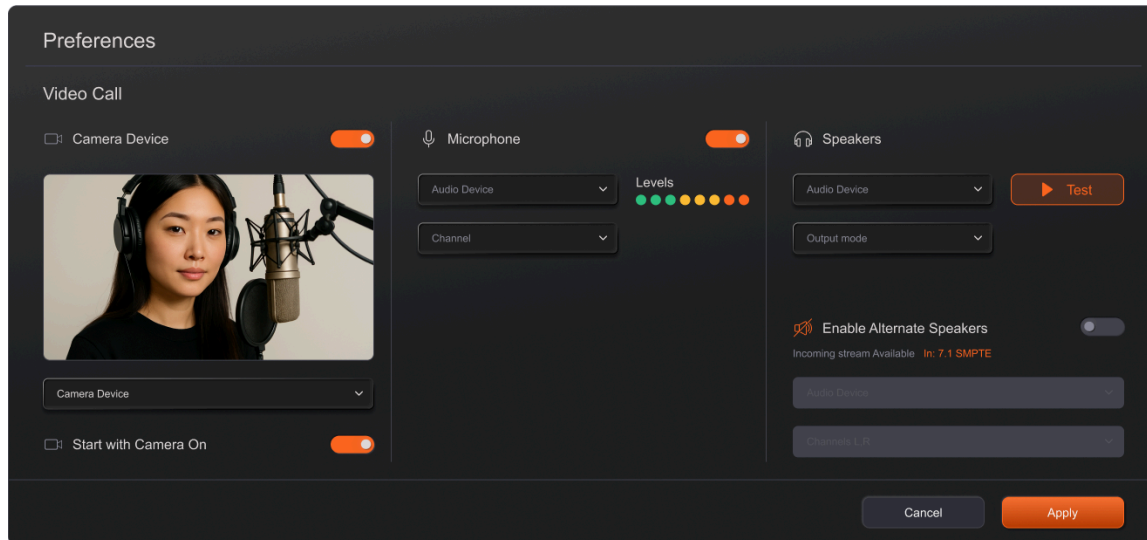 Preferences
Video Call
Camera Device
Camera Device
Start with Camera On
Microphone
Audio Device
Levels
Channel
Speakers
Audio Device
Test
Output mode
Enable Alternate Speakers
Incoming stream Available In: 7.1 SMPTE
Audio Device
Channels L,R
Cancel
Apply